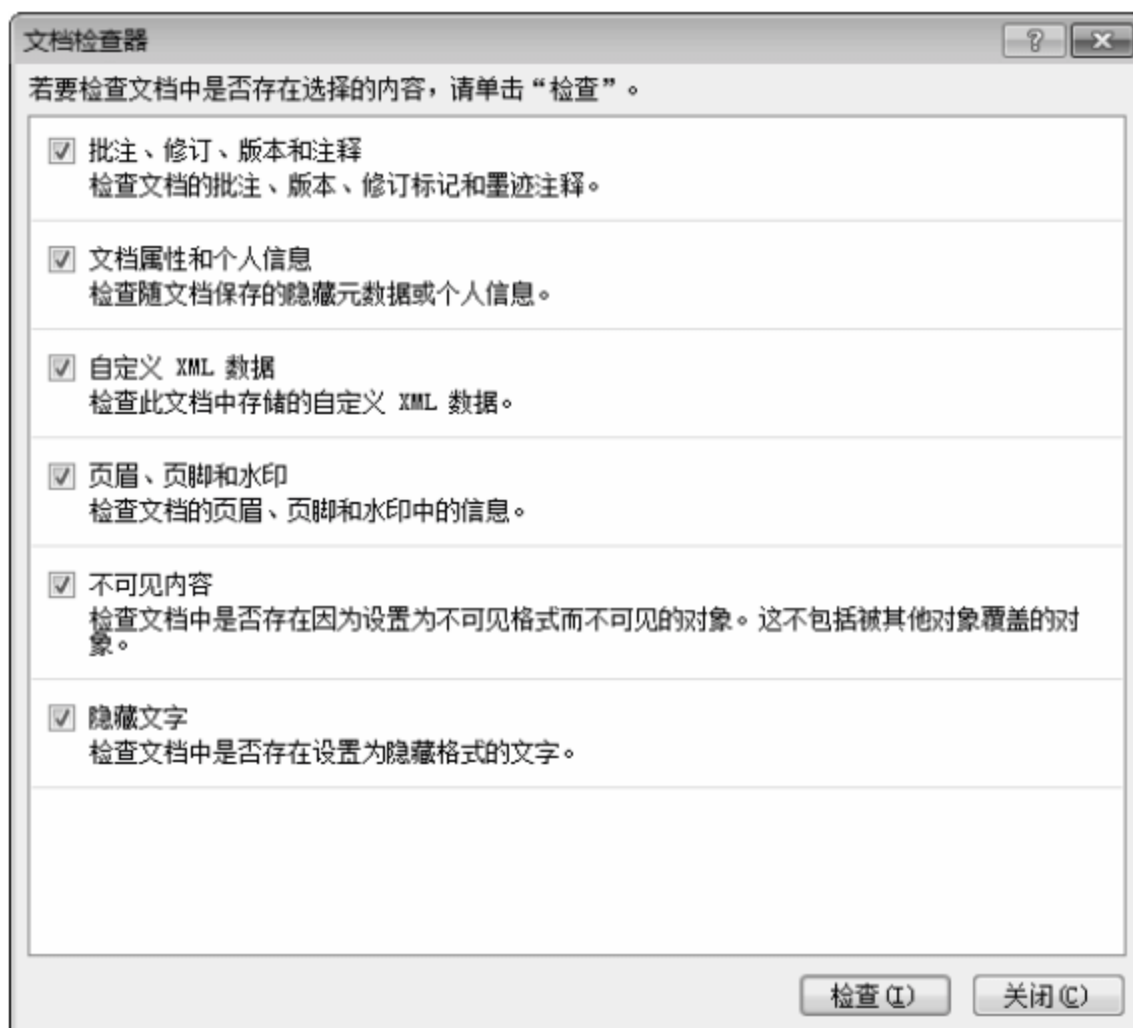 文档检查器
若要检查文档中是否存在选择的内容，请单击“检查”。
批注、修订、版本和注释
检查文档的批注、版本、修订标记和墨迹注释。
文档属性和个人信息
检查随文档保存的隐藏元数据或个人信息。
自定义 XML 数据
检查此文档中存储的自定义 XML 数据。
页眉、页脚和水印
检查文档的页眉、页脚和水印中的信息。
不可见内容
检查文档中是否存在因为设置为不可见格式而不可见的对象。这不包括被其他对象覆盖的对
象。
隐藏文字
检查文档中是否存在设置为隐藏格式的文字。
检查(I) 关闭(C)